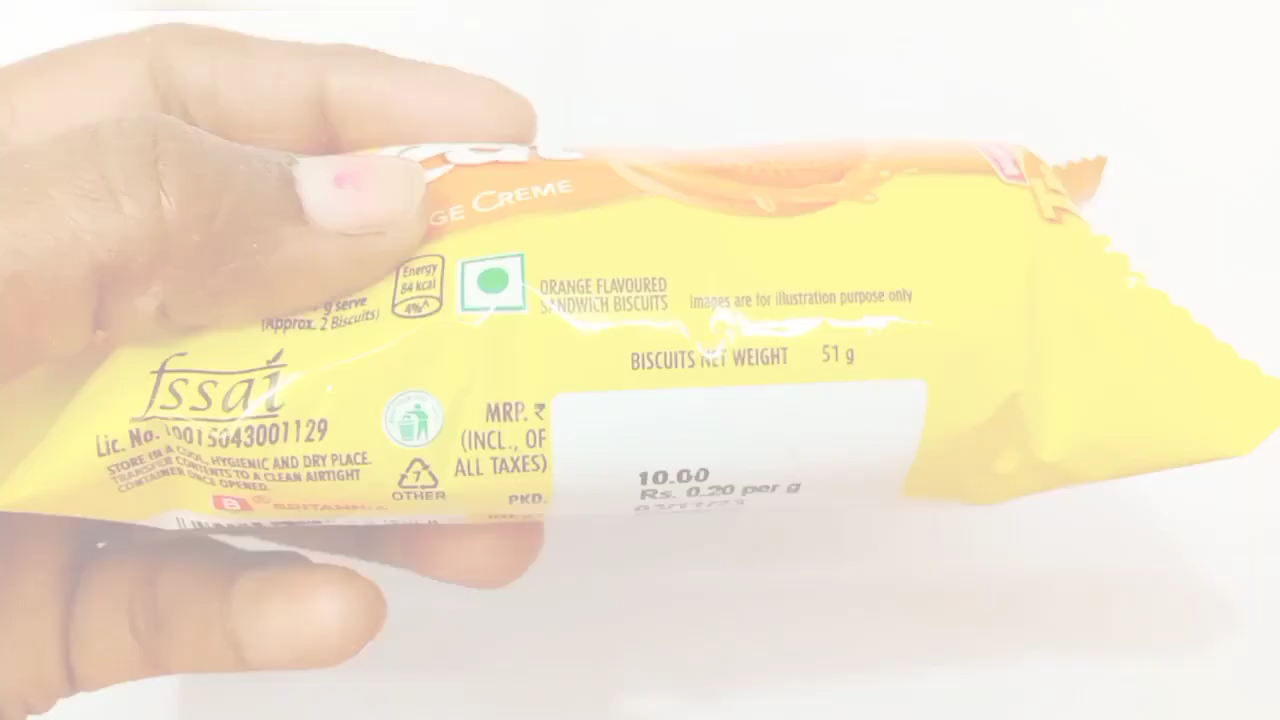 GE CREME
Energy
84 kcal
4%^
g serve
(Approx. 2 Biscuits)
ORANGE FLAVOURED
SANDWICH BISCUITS
Images are for illustration purpose only
BISCUITS NET WEIGHT 51 g
fssai
Lic. No. 10015043001129
STORE IN A COOL, HYGIENIC AND DRY PLACE.
TRANSFER CONTENTS TO A CLEAN AIRTIGHT
CONTAINER ONCE OPENED.
B BRITANNIA
7
OTHER
MRP. ₹
(INCL., OF
ALL TAXES)
PKD.
10.00
Rs. 0.20 per g